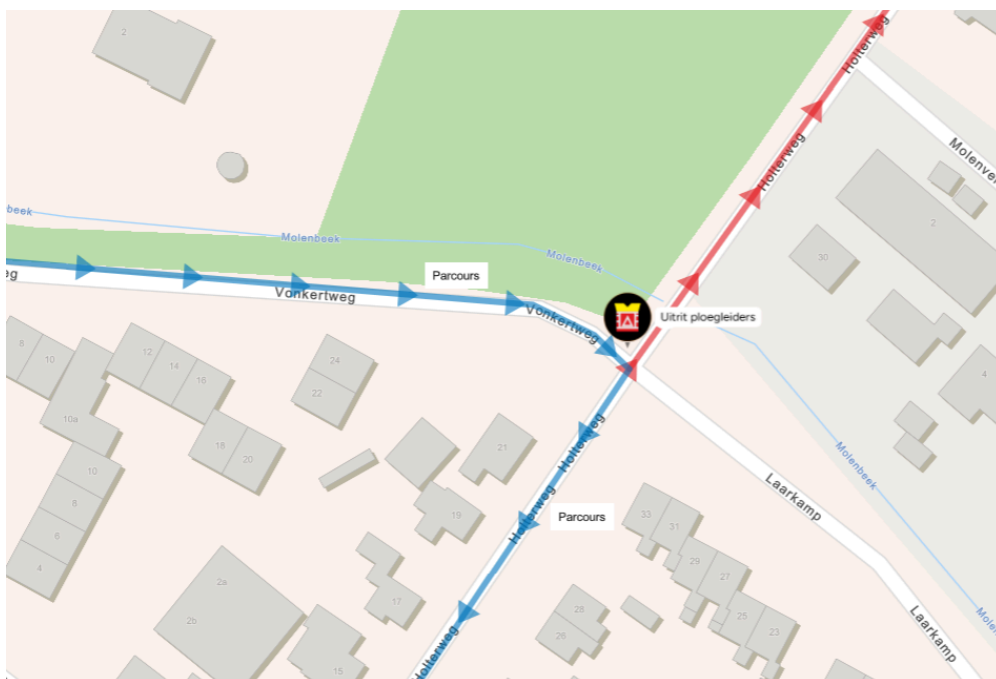 2
Holterweg
Holterweg
Molenve
beek
Molenbeek
Molenbeek
2
30
eg
Parcours
Vonkertweg
Vonkertweg
Uitrit ploegleiders
8
10
12
14
16
24
22
4
10a
18
20
21
Holterweg
Molenbeek
10
8
6
4
19
Holterweg
Parcours
Laarkamp
33
31
29
27
25
23
2a
2b
17
28
26
15
Holterweg
Laarkamp
Molen